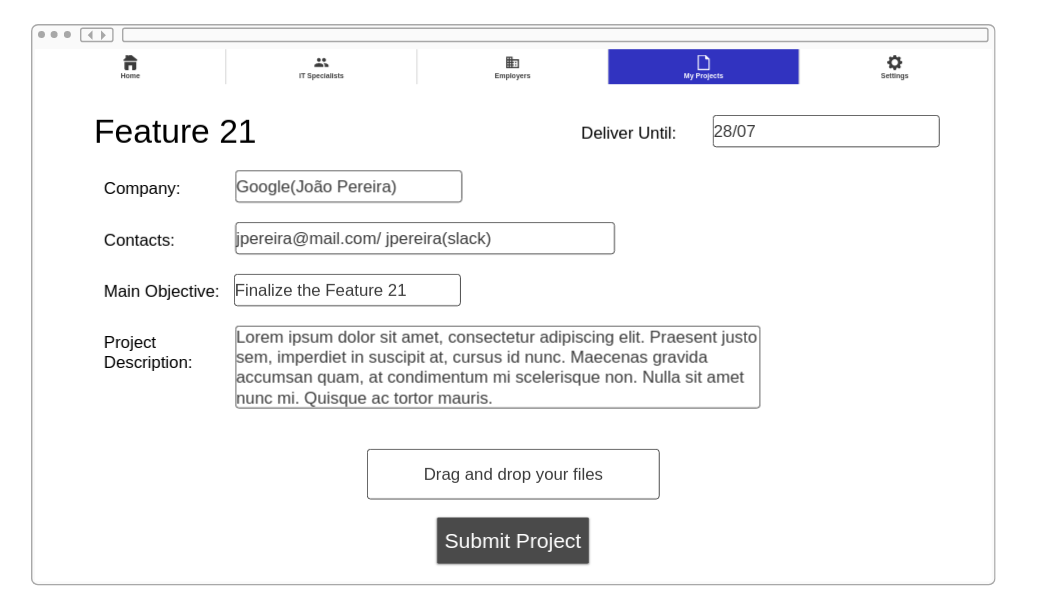 Home
IT Specialists
Employers
My Projects
Settings
Feature 21
Deliver Until:
28/07
Company:
Google(João Pereira)
Contacts:
jpereira@mail.com/ jpereira(slack)
Main Objective:
Finalize the Feature 21
Project
Description:
Lorem ipsum dolor sit amet, consectetur adipiscing elit. Praesent justo
sem, imperdiet in suscipit at, cursus id nunc. Maecenas gravida
accumsan quam, at condimentum mi scelerisque non. Nulla sit amet
nunc mi. Quisque ac tortor mauris.
Drag and drop your files
Submit Project